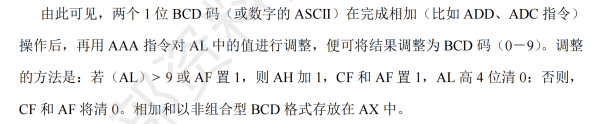 由此可见，两个 1 位 BCD 码（或数字的 ASCII）在完成相加（比如 ADD、ADC 指令）
操作后，再用 AAA 指令对 AL 中的值进行调整，便可将结果调整为 BCD 码（0－9）。调整
的方法是：若（AL）> 9 或 AF 置 1，则 AH 加 1，CF 和 AF 置 1，AL 高 4 位清 0；否则，
CF 和 AF 将清 0。相加和以非组合型 BCD 格式存放在 AX 中。